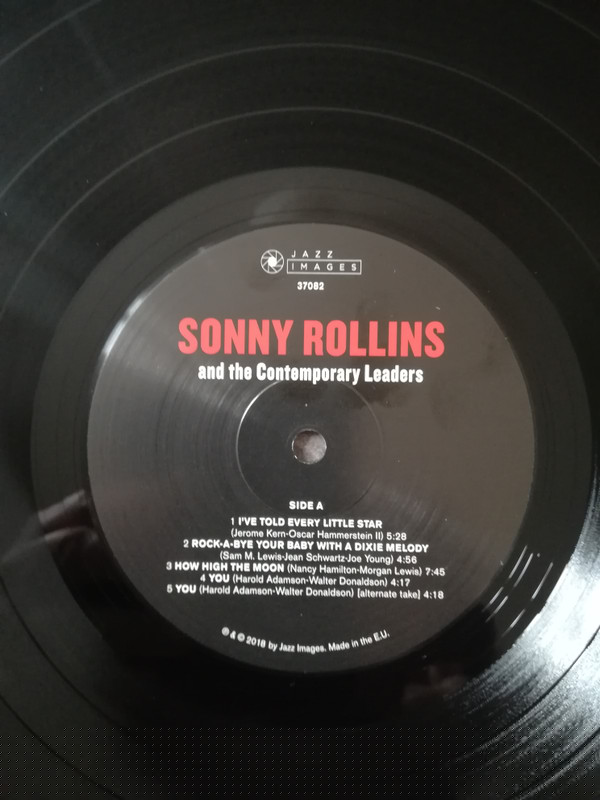 JAZZ
IMAGES
37082
SONNY ROLLINS
and the Contemporary Leaders
SIDE A
1 I'VE TOLD EVERY LITTLE STAR
(Jerome Kern-Oscar Hammerstein II) 5:28
2 ROCK-A-BYE YOUR BABY WITH A DIXIE MELODY
(Sam M. Lewis-Jean Schwartz-Joe Young) 4:56
3 HOW HIGH THE MOON (Nancy Hamilton-Morgan Lewis) 7:45
4 YOU (Harold Adamson-Walter Donaldson) 4:17
5 YOU (Harold Adamson-Walter Donaldson) [alternate take] 4:18
℗ & © 2018 by Jazz Images. Made in the E.U.